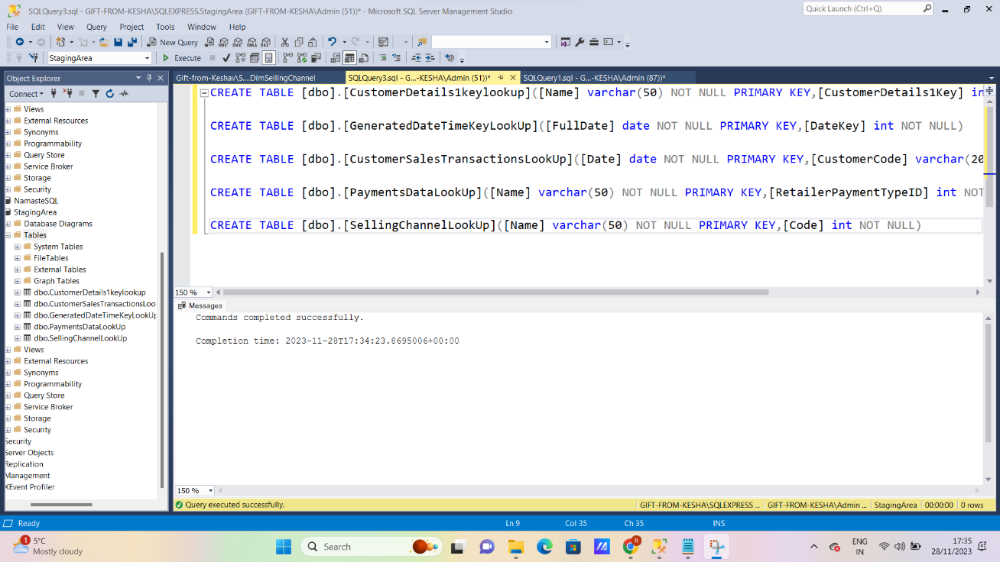 SQLQuery3.sql - GIFT-FROM-KESHA\SQLEXPRESS.StagingArea (GIFT-FROM-KESHA\Admin (51))* - Microsoft SQL Server Management Studio
Quick Launch (Ctrl+Q)
File Edit View Query Project Tools Window Help
New Query
StagingArea Execute
Object Explorer
Gift-from-Keshav\S....DimSellingChannel SQLQuery3.sql - G...-KESHA\Admin (51))* SQLQuery1.sql - G...-KESHA\Admin (87))*
Connect
Views
External Resources
Synonyms
Programmability
Query Store
Service Broker
Storage
Security
NamasteSQL
StagingArea
Database Diagrams
Tables
System Tables
FileTables
External Tables
Graph Tables
dbo.CustomerDetails1keylookup
dbo.CustomerSalesTransactionsLoo
dbo.GeneratedDateTimeKeyLookUp
dbo.PaymentsDataLookUp
dbo.SellingChannelLookUp
Views
External Resources
Synonyms
Programmability
Query Store
Service Broker
Storage
Security
Security
Server Objects
Replication
Management
XEvent Profiler
CREATE TABLE [dbo].[CustomerDetails1keylookup]([Name] varchar(50) NOT NULL PRIMARY KEY,[CustomerDetails1Key] in
CREATE TABLE [dbo].[GeneratedDateTimeKeyLookUp]([FullDate] date NOT NULL PRIMARY KEY,[DateKey] int NOT NULL)
CREATE TABLE [dbo].[CustomerSalesTransactionsLookUp]([Date] date NOT NULL PRIMARY KEY,[CustomerCode] varchar(20
CREATE TABLE [dbo].[PaymentsDataLookUp]([Name] varchar(50) NOT NULL PRIMARY KEY,[RetailerPaymentTypeID] int NOT
CREATE TABLE [dbo].[SellingChannelLookUp]([Name] varchar(50) NOT NULL PRIMARY KEY,[Code] int NOT NULL)
150 %
Messages
Commands completed successfully.
Completion time: 2023-11-28T17:34:23.8695006+00:00
150 %
Query executed successfully. GIFT-FROM-KESHA\SQLEXPRESS ... GIFT-FROM-KESHA\Admin ... StagingArea 00:00:00 0 rows
Ready Ln 9 Col 35 Ch 35 INS
1
5°C
Mostly cloudy
Search
R
ENG
IN
17:35
28/11/2023